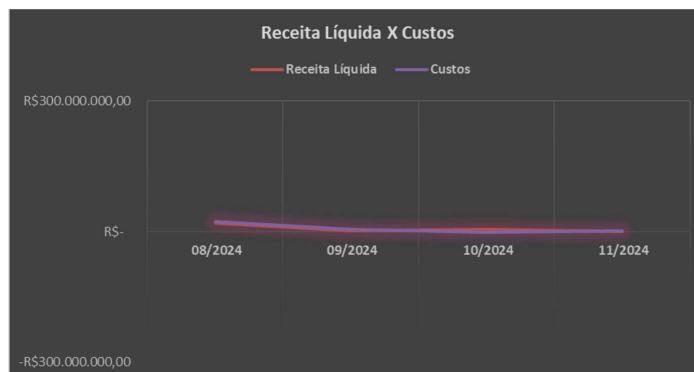 Receita Líquida X Custos
Receita Líquida Custos
R$300.000.000,00
R$-
08/2024 09/2024 10/2024 11/2024
-R$300.000.000,00